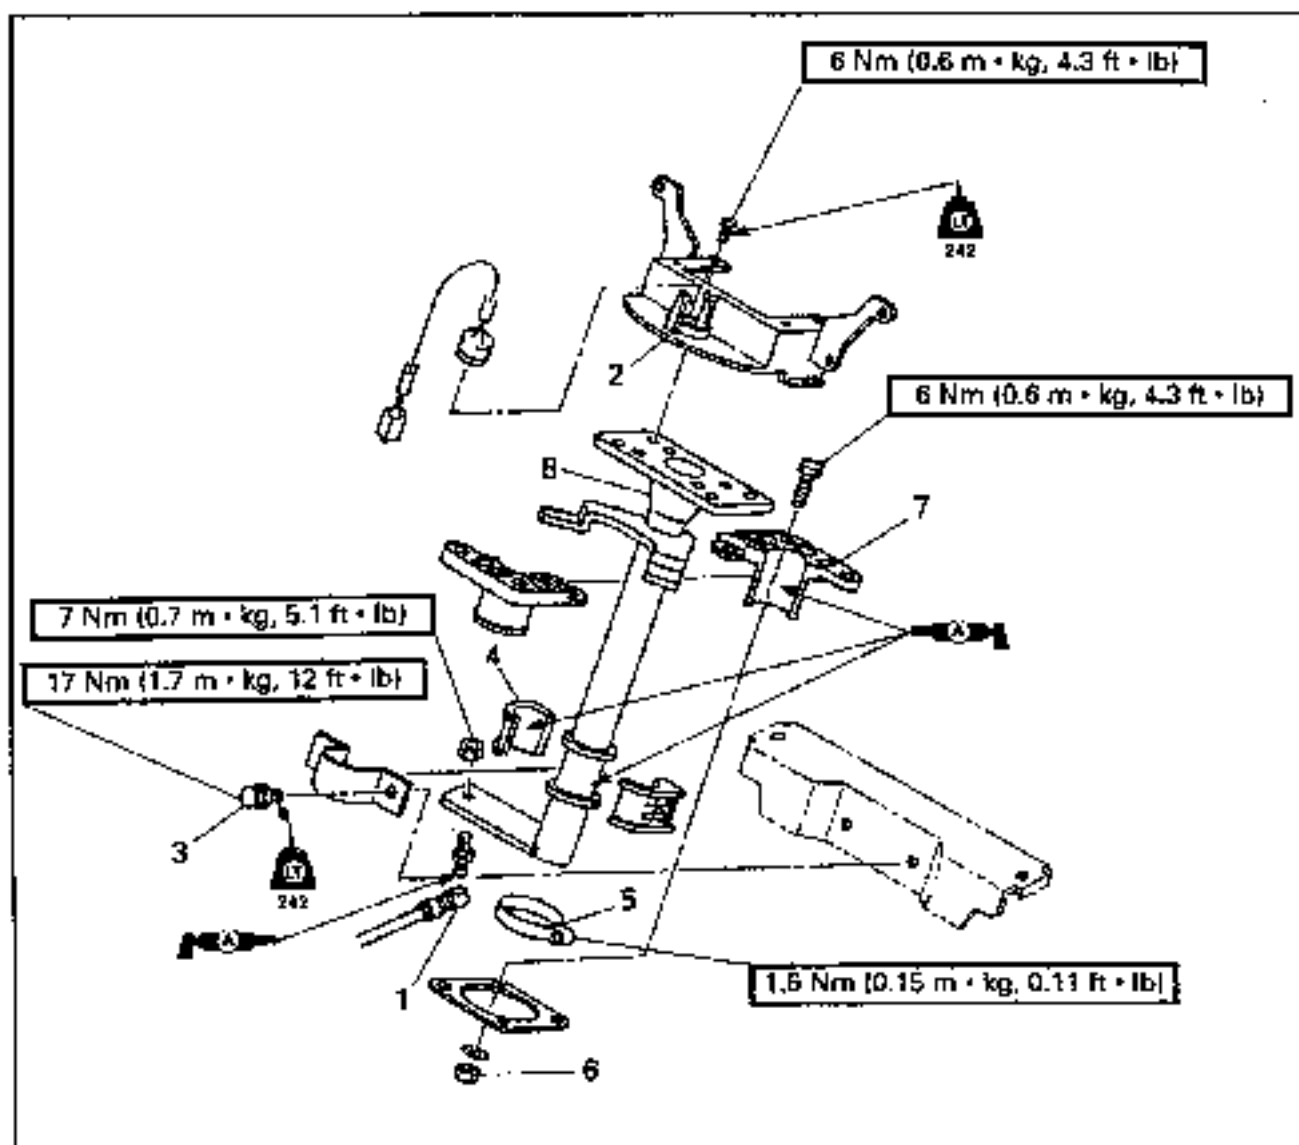 6 Nm (0.6 m • kg, 4.3 ft • lb)
LT
242
2
6 Nm (0.6 m • kg, 4.3 ft • lb)
8
7
7 Nm (0.7 m • kg, 5.1 ft • lb)
A
4
17 Nm (1.7 m • kg, 12 ft • lb)
3
LT
242
5
A
1
1.5 Nm (0.15 m • kg, 0.11 ft • lb)
6